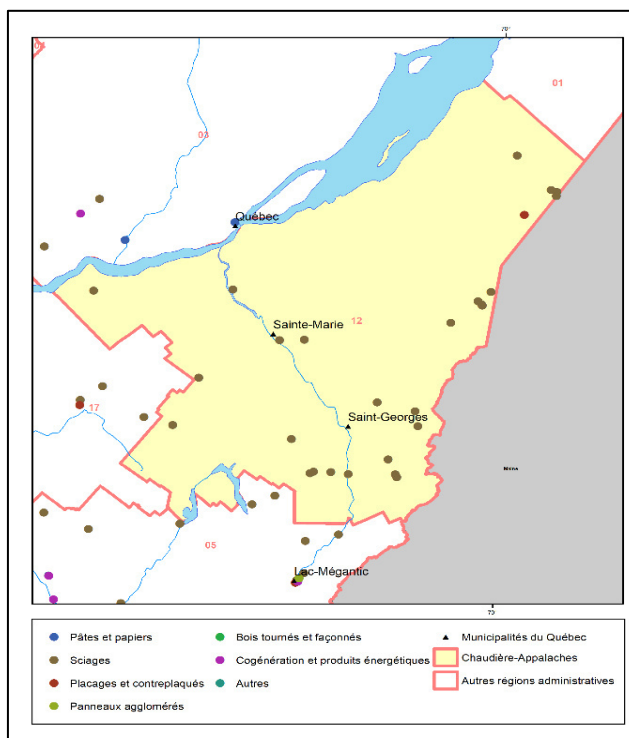 70°
01
03
Québec
Sainte-Marie
12
Saint-Georges
17
05
Lac-Mégantic
70
Pâtes et papiers
Bois tournés et façonnés
Municipalités du Québec
Sciages
Cogénération et produits énergétiques
Chaudière-Appalaches
Placages et contreplaqués
Autres
Autres régions administratives
Panneaux agglomérés